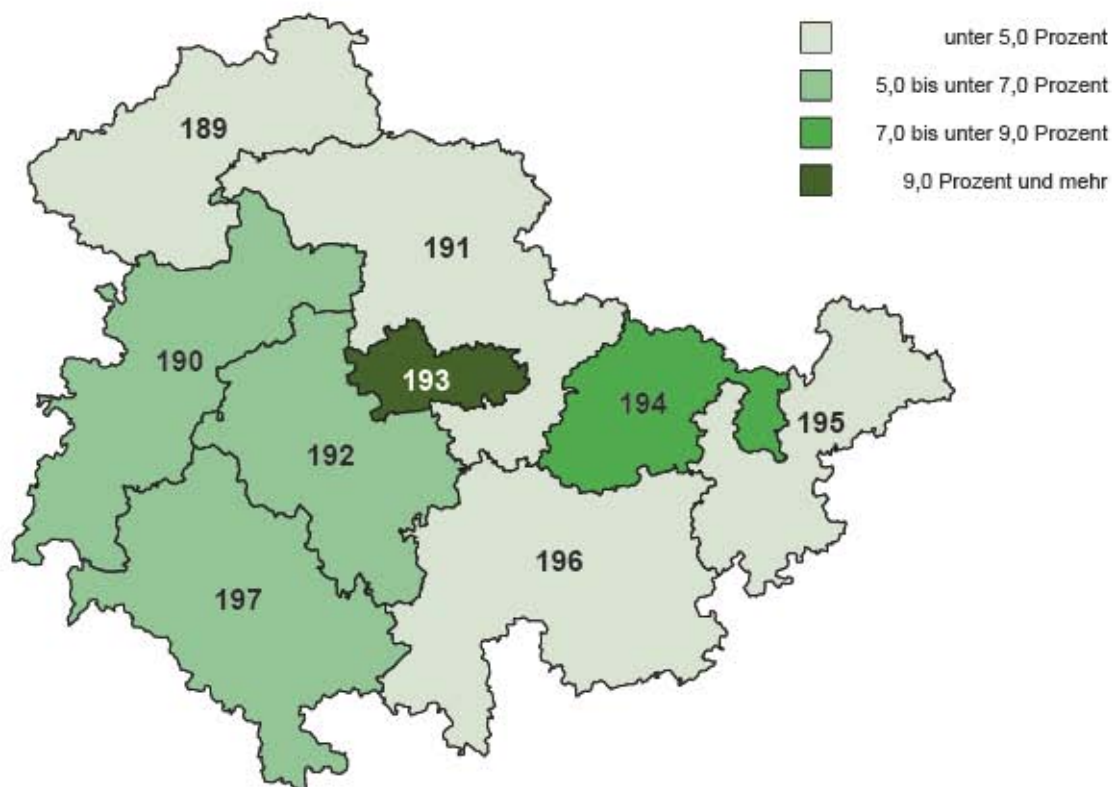 unter 5,0 Prozent
5,0 bis unter 7,0 Prozent
7,0 bis unter 9,0 Prozent
9,0 Prozent und mehr
189
191
190
193
194
195
192
196
197